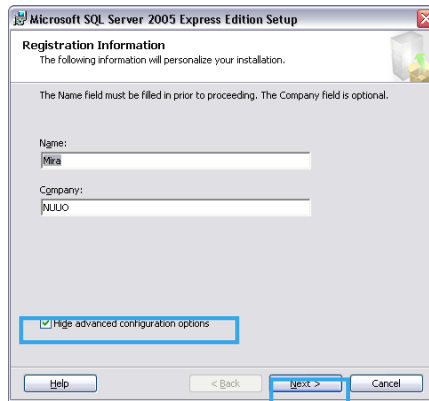 Microsoft SQL Server 2005 Express Edition Setup
Registration Information
The following information will personalize your installation.
The Name field must be filled in prior to proceeding. The Company field is optional.
Name:
Mira
Company:
NUUO
Hide advanced configuration options
Help
< Back
Next >
Cancel